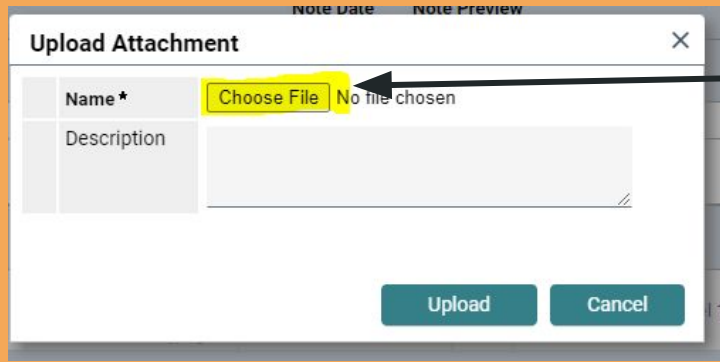 Note Date Note Preview
Upload Attachment ×
Name * Choose File No file chosen
Description
Upload Cancel